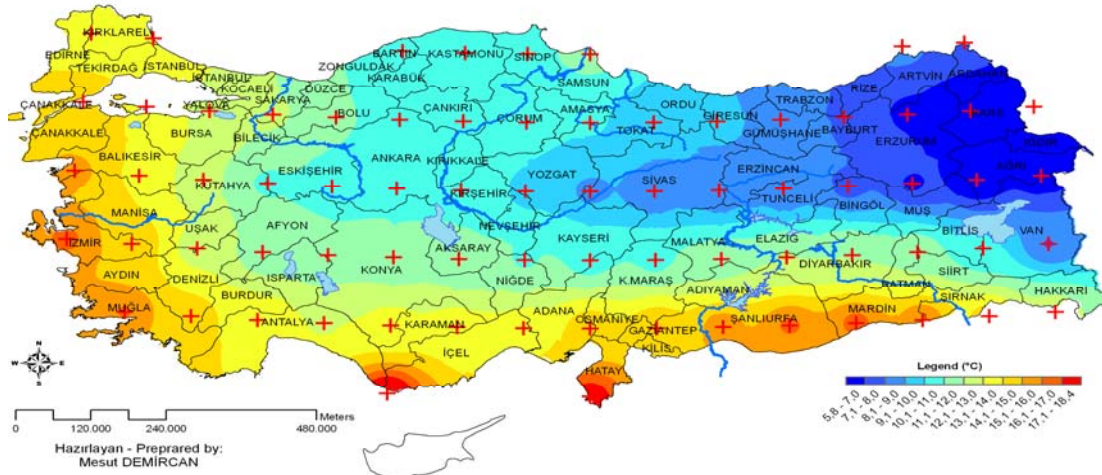 KIRKLARELİ
EDİRNE
TEKİRDAĞ
İSTANBUL
İSTANBUL
KOCAELİ
ÇANAKKALE
YALOVA
SAKARYA
DÜZCE
ZONGULDAK
BARTIN
KARABÜK
KASTAMONU
SİNOP
SAMSUN
ÇANAKKALE
BALIKESİR
BURSA
BİLECİK
BOLU
ÇANKIRI
ÇORUM
AMASYA
TOKAT
ORDU
GİRESUN
GÜMÜŞHANE
TRABZON
BAYBURT
RİZE
ARTVİN
ARDAHAN
KARS
IĞDIR
ERZURUM
AĞRI
KÜTAHYA
ESKİŞEHİR
ANKARA
KIRIKKALE
KIRŞEHİR
YOZGAT
SİVAS
ERZİNCAN
TUNCELİ
BİNGÖL
MUŞ
MANİSA
İZMİR
UŞAK
AFYON
NEVŞEHİR
AKSARAY
KAYSERİ
MALATYA
ELAZIĞ
DİYARBAKIR
BİTLİS
VAN
SİİRT
AYDIN
DENİZLİ
ISPARTA
KONYA
NİĞDE
K.MARAŞ
ADIYAMAN
BATMAN
ŞIRNAK
HAKKARİ
MUĞLA
BURDUR
ANTALYA
KARAMAN
İÇEL
ADANA
OSMANİYE
GAZİANTEP
KİLİS
ŞANLIURFA
MARDİN
HATAY
N
W E
S
Meters
0 120.000 240.000 480.000
Hazırlayan - Preprared by:
Mesut DEMİRCAN
Legend (°C)
5,8 - 7,0
7,1 - 8,0
8,1 - 9,0
9,1 - 10,0
10,1 - 11,0
11,1 - 12,0
12,1 - 13,0
13,1 - 14,0
14,1 - 15,0
15,1 - 16,0
16,1 - 17,0
17,1 - 18,4